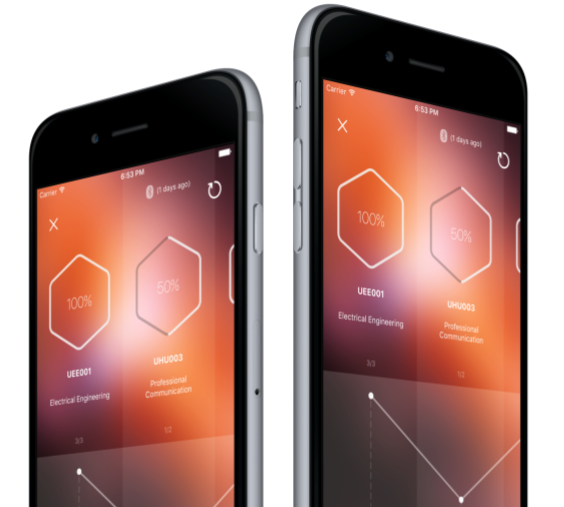 Carrier
6:53 PM
(1 days ago)
100%
50%
UEE001
Electrical Engineering
UHU003
Professional
Communication
3/3
1/2
Carrier
6:53 PM
(1 days ago)
100%
50%
UEE001
Electrical Engineering
UHU003
Professional
Communication
3/3
1/2